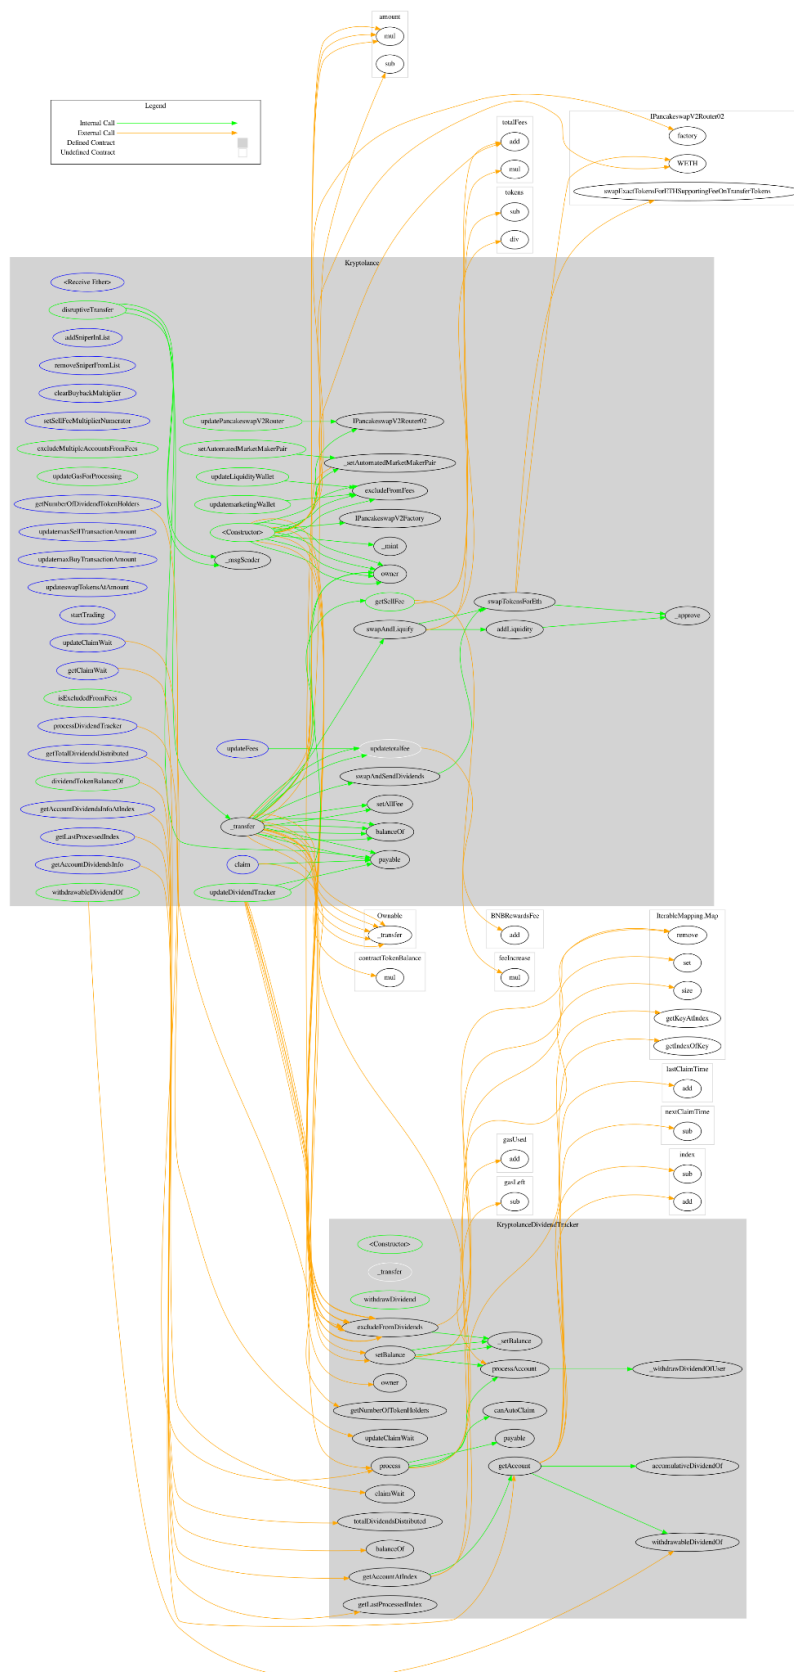 amount
mul
sub
Legend
Internal Call
External Call
Defined Contract
Undefined Contract
IPancakeswapV2Router02
factory
WETH
swapExactTokensForETHSupportingFeeOnTransferTokens
totalFees
add
mul
tokens
sub
div
Kryptolance
<Receive Ether>
disruptiveTransfer
addSniperInList
removeSniperFromList
clearBuybackMultiplier
setSellFeeMultiplierNumerator
excludeMultipleAccountsFromFees
updateGasForProcessing
getNumberOfDividendTokenHolders
updatemaxSellTransactionAmount
updatemaxBuyTransactionAmount
updateswapTokensAtAmount
startTrading
updateClaimWait
getClaimWait
isExcludedFromFees
processDividendTracker
getTotalDividendsDistributed
dividendTokenBalanceOf
getAccountDividendsInfoAtIndex
getLastProcessedIndex
getAccountDividendsInfo
withdrawableDividendOf
updatePancakeswapV2Router
setAutomatedMarketMakerPair
updateLiquidityWallet
updatemarketingWallet
<Constructor>
_msgSender
updateFees
_transfer
claim
updateDividendTracker
IPancakeswapV2Router02
_setAutomatedMarketMakerPair
excludeFromFees
IPancakeswapV2Factory
_mint
owner
getSellFee
swapAndLiquify
updatetotalfee
swapAndSendDividends
setAllFee
balanceOf
payable
swapTokensForEth
addLiquidity
_approve
Ownable
_transfer
contractTokenBalance
mul
BNBRewardsFee
add
feeIncrease
mul
IterableMapping.Map
remove
set
size
getKeyAtIndex
getIndexOfKey
lastClaimTime
add
nextClaimTime
sub
index
sub
add
gasUsed
add
gasLeft
sub
KryptolanceDividendTracker
<Constructor>
_transfer
withdrawDividend
excludeFromDividends
setBalance
owner
getNumberOfTokenHolders
updateClaimWait
process
claimWait
totalDividendsDistributed
balanceOf
getAccountAtIndex
getLastProcessedIndex
_setBalance
processAccount
canAutoClaim
payable
getAccount
_withdrawDividendOfUser
accumulativeDividendOf
withdrawableDividendOf